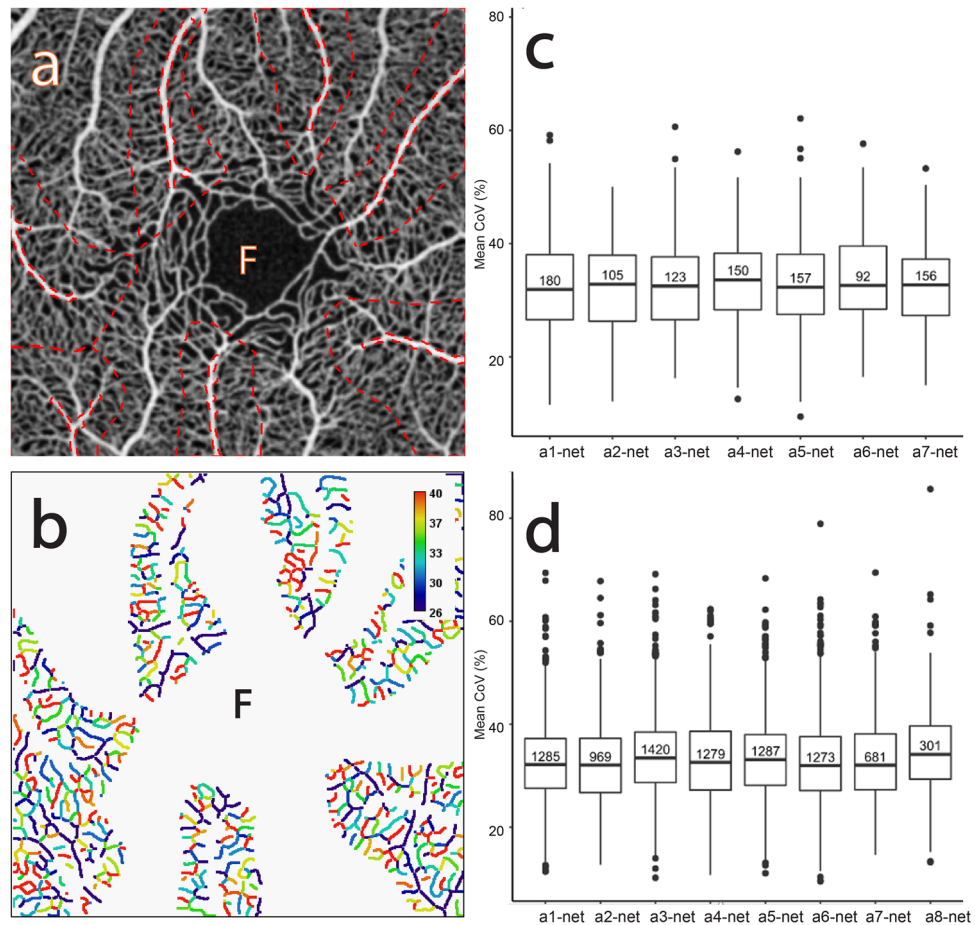 a
F
b
40
37
33
30
26
F
c
80
60
40
20
Mean CoV (%)
180
105
123
150
157
92
156
a1-net a2-net a3-net a4-net a5-net a6-net a7-net
d
80
60
40
20
Mean CoV (%)
1285
969
1420
1279
1287
1273
681
301
a1-net a2-net a3-net a4-net a5-net a6-net a7-net a8-net